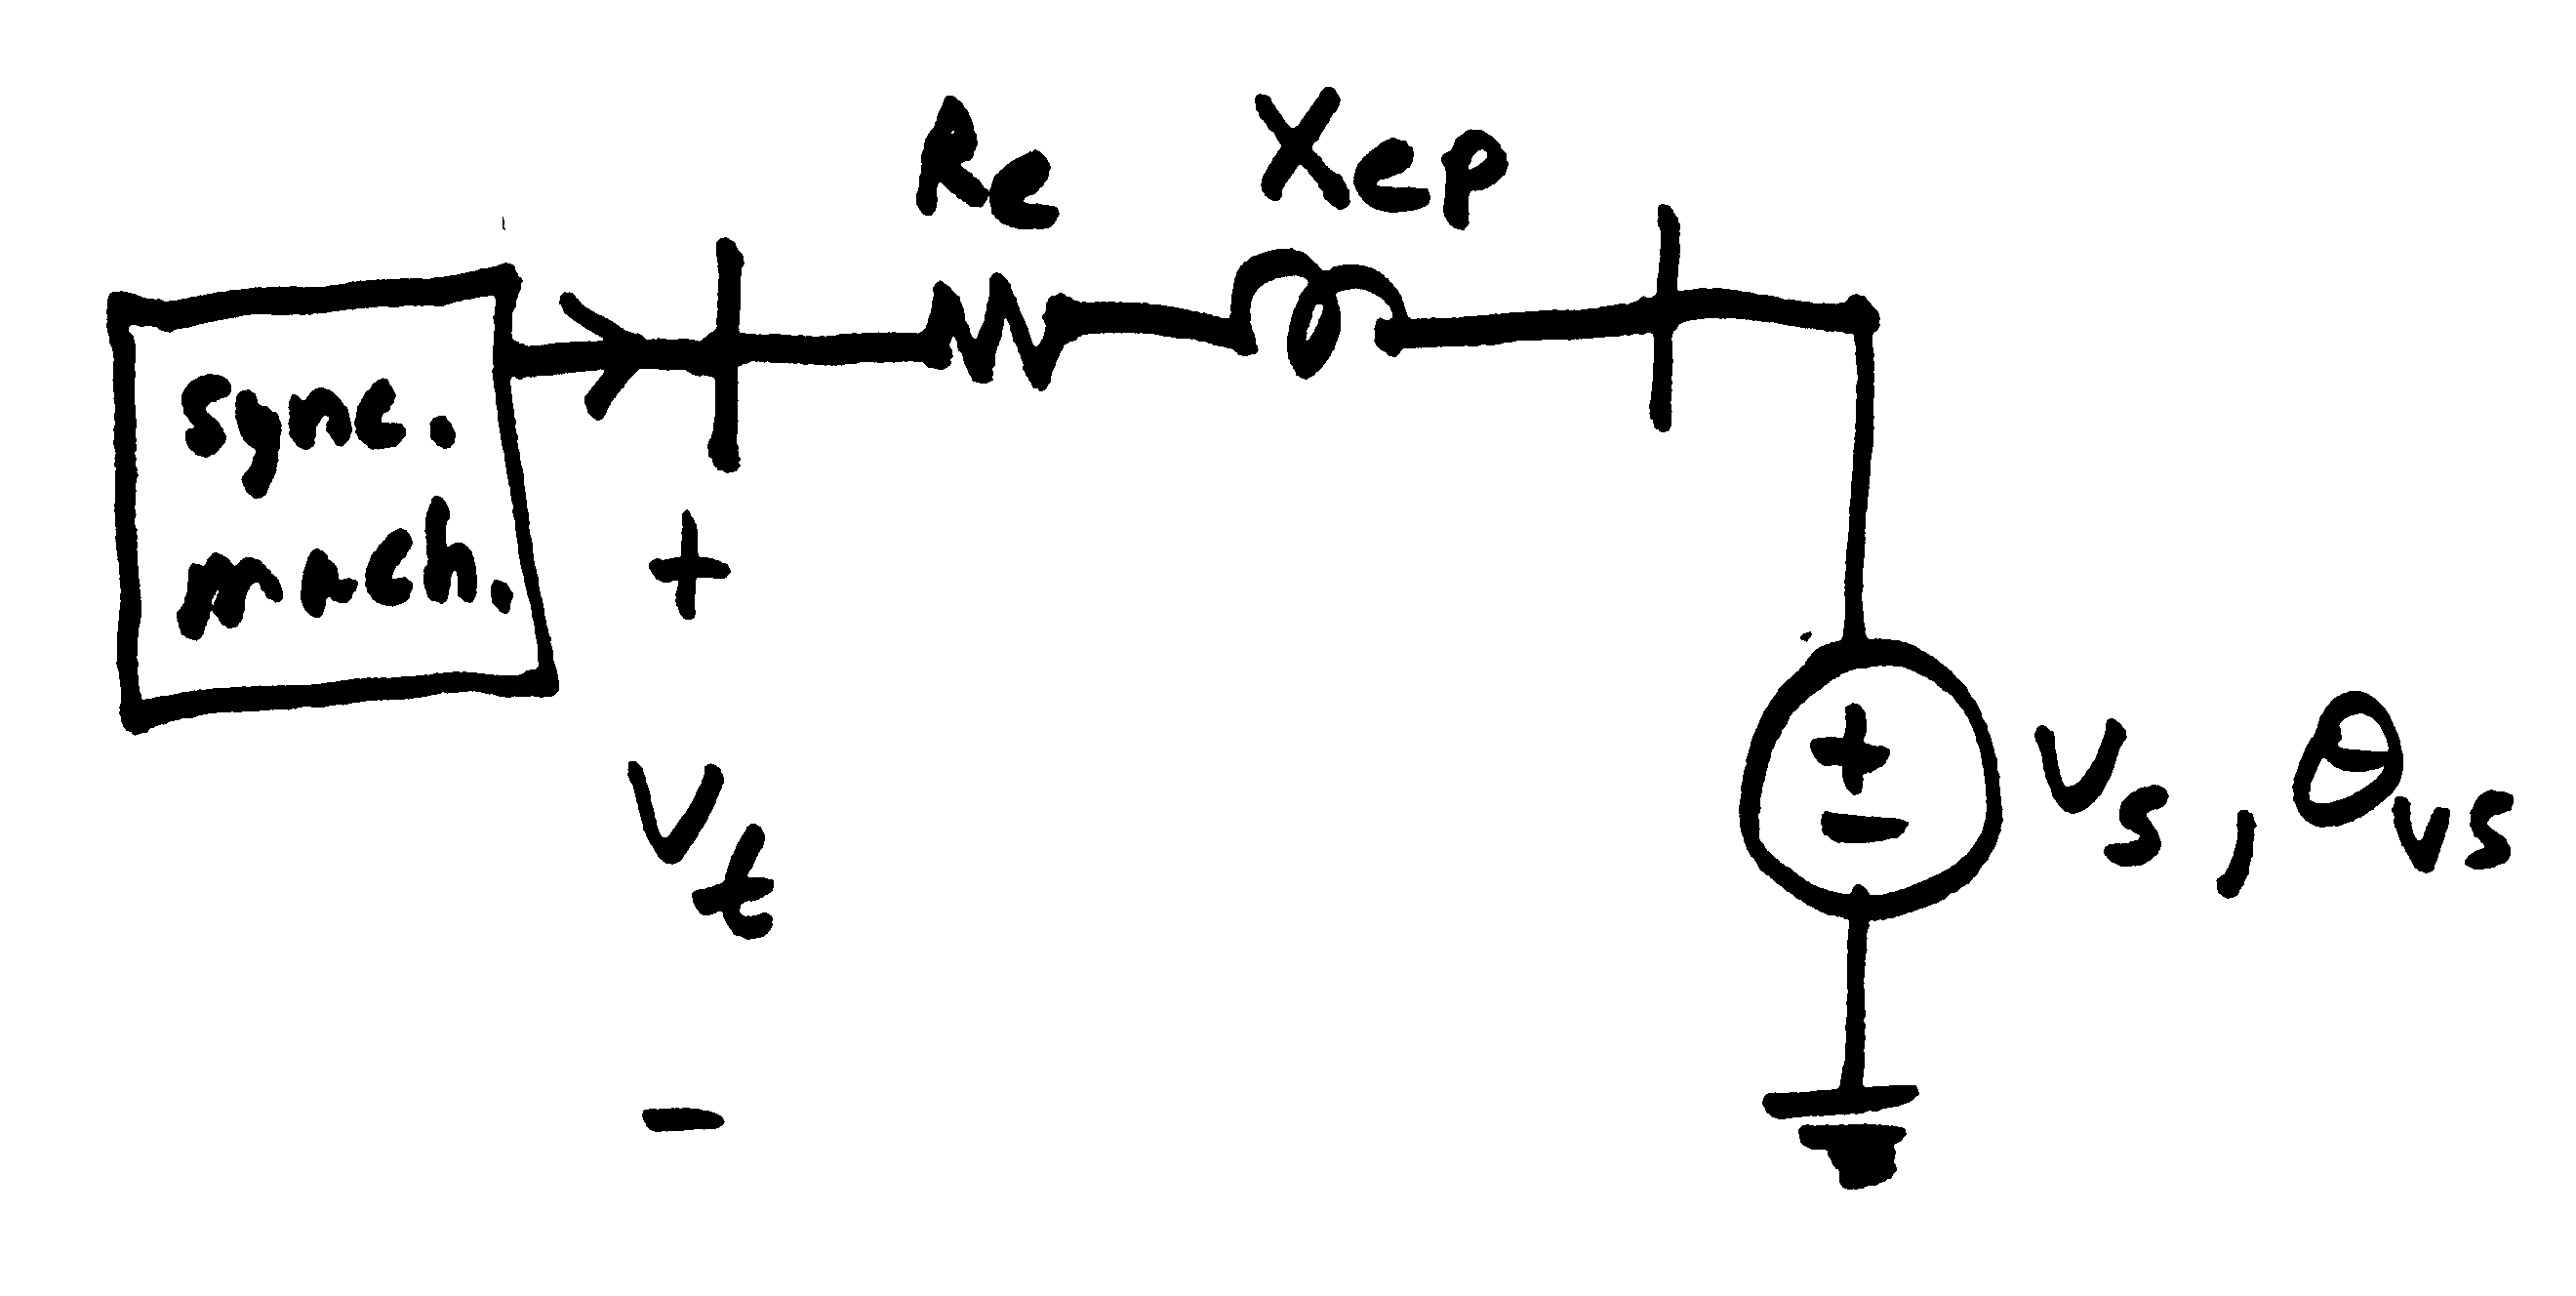 Re
Xep
sync.
mach.
+
Vt
-
+
-
Vs, θvs